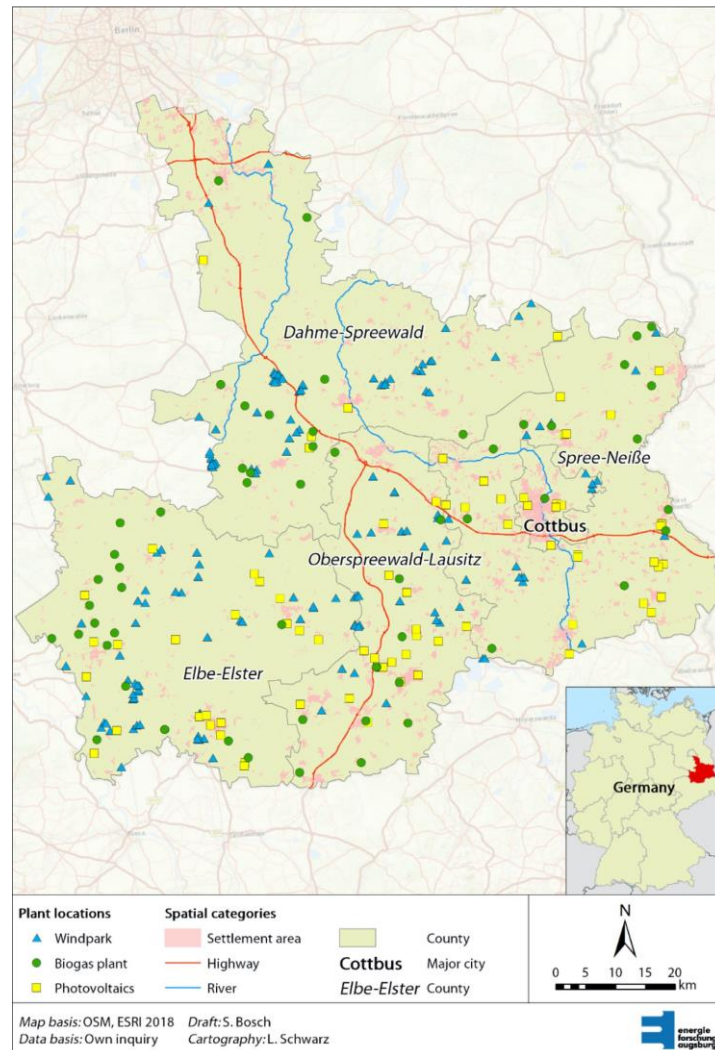 Berlin
Frankfurt
Dahme-Spreewald
Spree-Neiße
Cottbus
Oberspreewald-Lausitz
Elbe-Elster
Germany
Plant locations
Windpark
Biogas plant
Photovoltaics
Spatial categories
Settlement area
Highway
River
County
Cottbus Major city
Elbe-Elster County
N
0 5 10 15 20
km
Map basis: OSM, ESRI 2018 Draft: S. Bosch
Data basis: Own inquiry Cartography: L. Schwarz
energie
forschung
augsburg